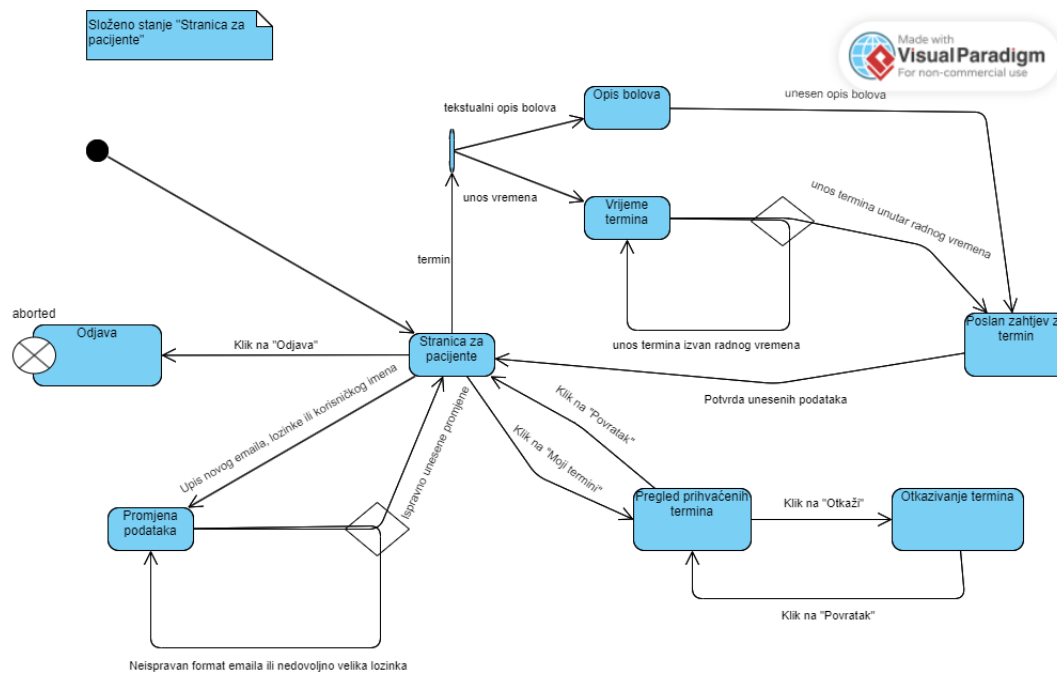 Složeno stanje "Stranica za
pacijente"
Made with
VisualParadigm
For non-commercial use
Opis bolova
unesen opis bolova
tekstualni opis bolova
unos vremena
Vrijeme
termina
unos termina unutar radnog vremena
termin
unos termina izvan radnog vremena
aborted
Odjava
Klik na "Odjava"
Stranica za
pacijente
Poslan zahtjev za
termin
Potvrda unesenih podataka
Upis novog emaila, lozinke ili korisničkog imena
Ispravno unesene promjene
Klik na "Povratak"
Klik na "Moji termini"
Promjena
podataka
Pregled prihvaćenih
termina
Klik na "Otkaži"
Otkazivanje termina
Klik na "Povratak"
Neispravan format emaila ili nedovoljno velika lozinka